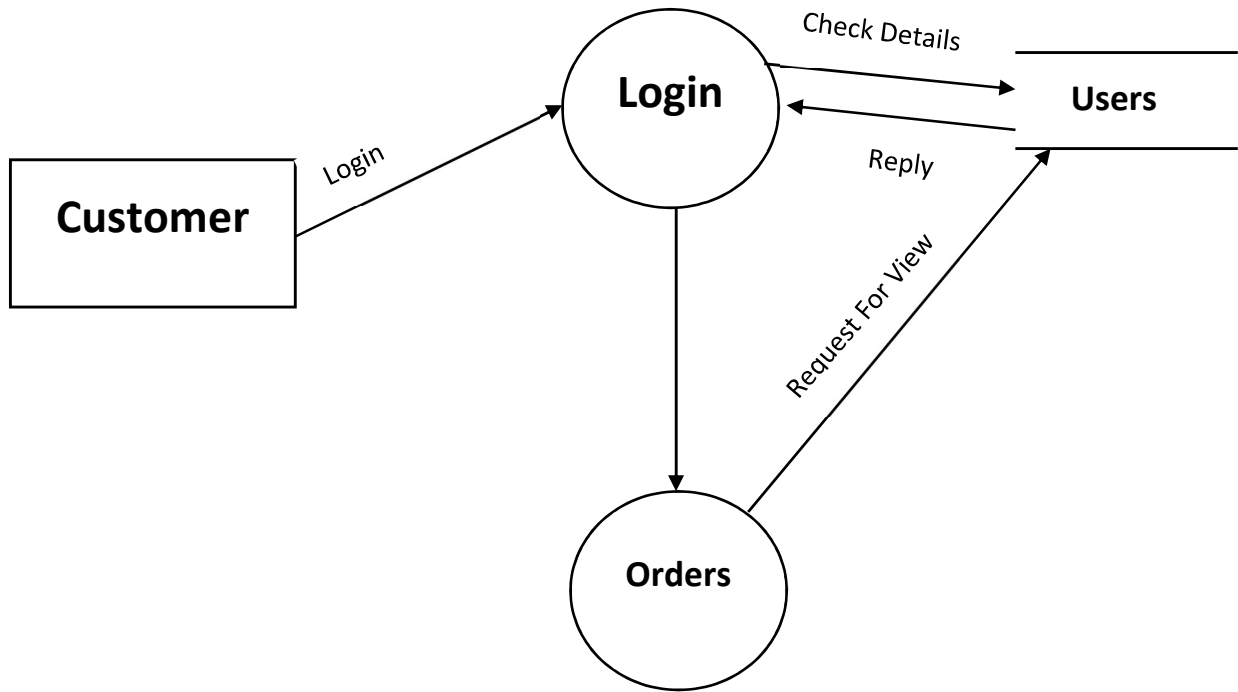 Check Details
Login
Users
Login
Reply
Customer
Request For View
Orders